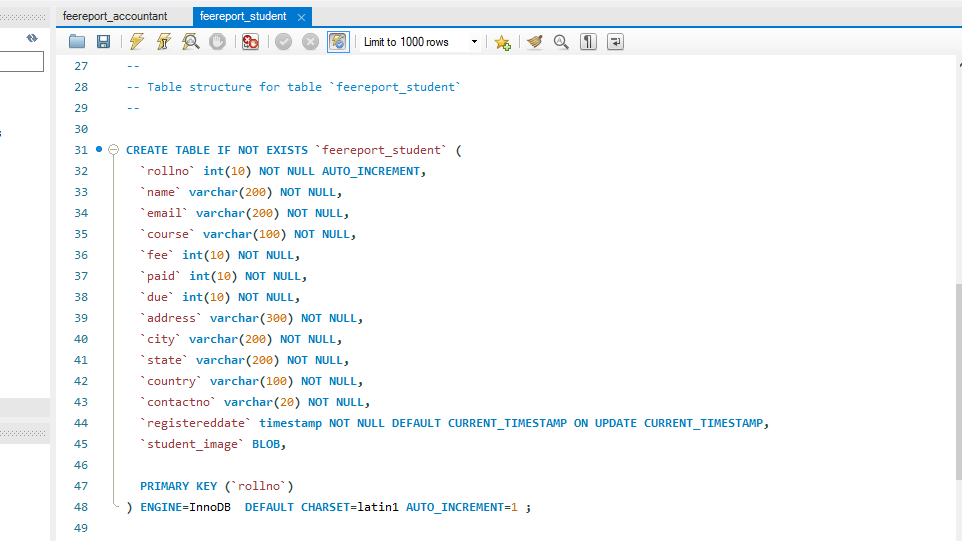 feereport_accountant feereport_student
Limit to 1000 rows
27 --
28 -- Table structure for table `feereport_student`
29 --
30
31 CREATE TABLE IF NOT EXISTS `feereport_student` (
32 `rollno` int(10) NOT NULL AUTO_INCREMENT,
33 `name` varchar(200) NOT NULL,
34 `email` varchar(200) NOT NULL,
35 `course` varchar(100) NOT NULL,
36 `fee` int(10) NOT NULL,
37 `paid` int(10) NOT NULL,
38 `due` int(10) NOT NULL,
39 `address` varchar(300) NOT NULL,
40 `city` varchar(200) NOT NULL,
41 `state` varchar(200) NOT NULL,
42 `country` varchar(100) NOT NULL,
43 `contactno` varchar(20) NOT NULL,
44 `registereddate` timestamp NOT NULL DEFAULT CURRENT_TIMESTAMP ON UPDATE CURRENT_TIMESTAMP,
45 `student_image` BLOB,
46
47 PRIMARY KEY (`rollno`)
48 ) ENGINE=InnoDB  DEFAULT CHARSET=latin1 AUTO_INCREMENT=1 ;
49